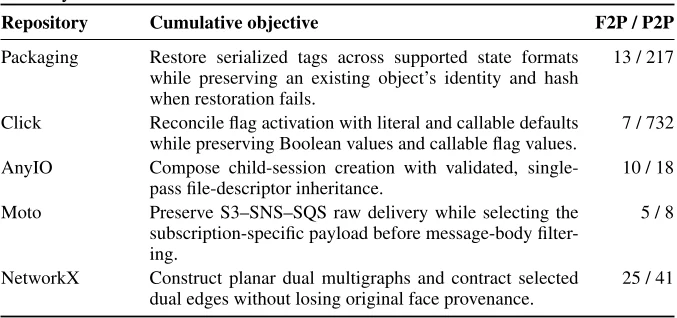 Repository Cumulative objective F2P / P2P
Packaging Restore serialized tags across supported state formats 13 / 217
while preserving an existing object's identity and hash
when restoration fails.
Click Reconcile flag activation with literal and callable defaults 7 / 732
while preserving Boolean values and callable flag values.
AnyIO Compose child-session creation with validated, single- 10 / 18
pass file-descriptor inheritance.
Moto Preserve S3–SNS–SQS raw delivery while selecting the 5 / 8
subscription-specific payload before message-body filter-
ing.
NetworkX Construct planar dual multigraphs and contract selected 25 / 41
dual edges without losing original face provenance.